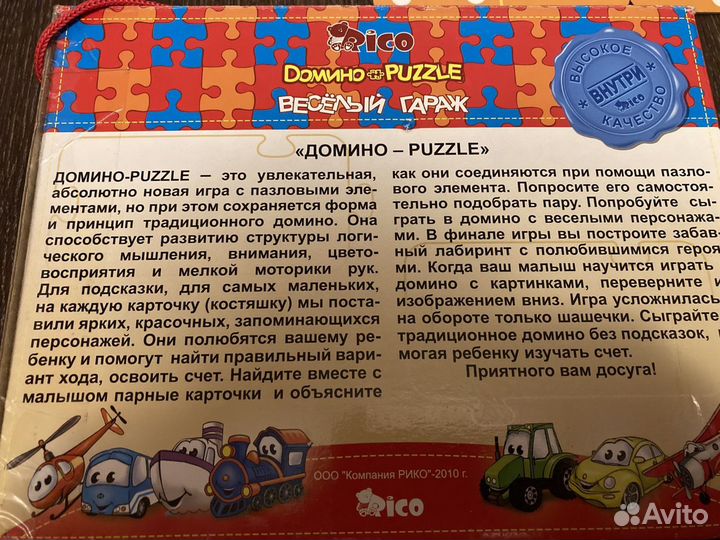 Rico
Домино PUZZLE
ВЕСЁЛЫЙ ГАРАЖ
ВЫСОКОЕ
ВНУТРИ
Rico
КАЧЕСТВО
«ДОМИНО – PUZZLE»
ДОМИНО-PUZZLE — это увлекательная,
абсолютно новая игра с пазловыми эле-
ментами, но при этом сохраняется форма
и принцип традиционного домино. Она
способствует развитию структуры логи-
ческого мышления, внимания, цвето-
восприятия и мелкой моторики рук.
Для подсказки, для самых маленьких,
на каждую карточку (костяшку) мы поста-
вили ярких, красочных, запоминающихся
персонажей. Они полюбятся вашему ре-
бенку и помогут найти правильный вари-
ант хода, освоить счет. Найдите вместе с
малышом парные карточки и объясните
как они соединяются при помощи пазло-
вого элемента. Попросите его самостоя-
тельно подобрать пару. Попробуйте сы-
грать в домино с веселыми персонажа-
ми. В финале игры вы построите забав-
ный лабиринт с полюбившимися героя
ми. Когда ваш малыш научится играть
домино с картинками, переверните и
изображением вниз. Игра усложнилась
на обороте только шашечки. Сыграйте
традиционное домино без подсказок,
могая ребенку изучать счет.
Приятного вам досуга!
ООО "Компания РИКО"-2010 г.
Rico
Avito